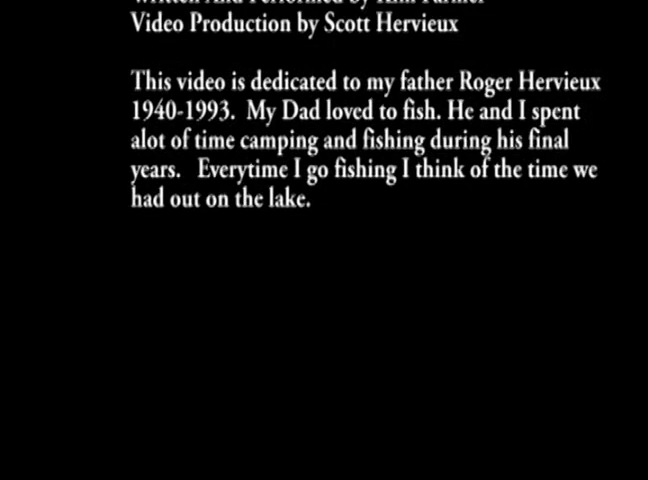 Written And Performed by
Video Production by Scott Hervieux
This video is dedicated to my father Roger Hervieux
1940-1993. My Dad loved to fish. He and I spent
alot of time camping and fishing during his final
years. Everytime I go fishing I think of the time we
had out on the lake.